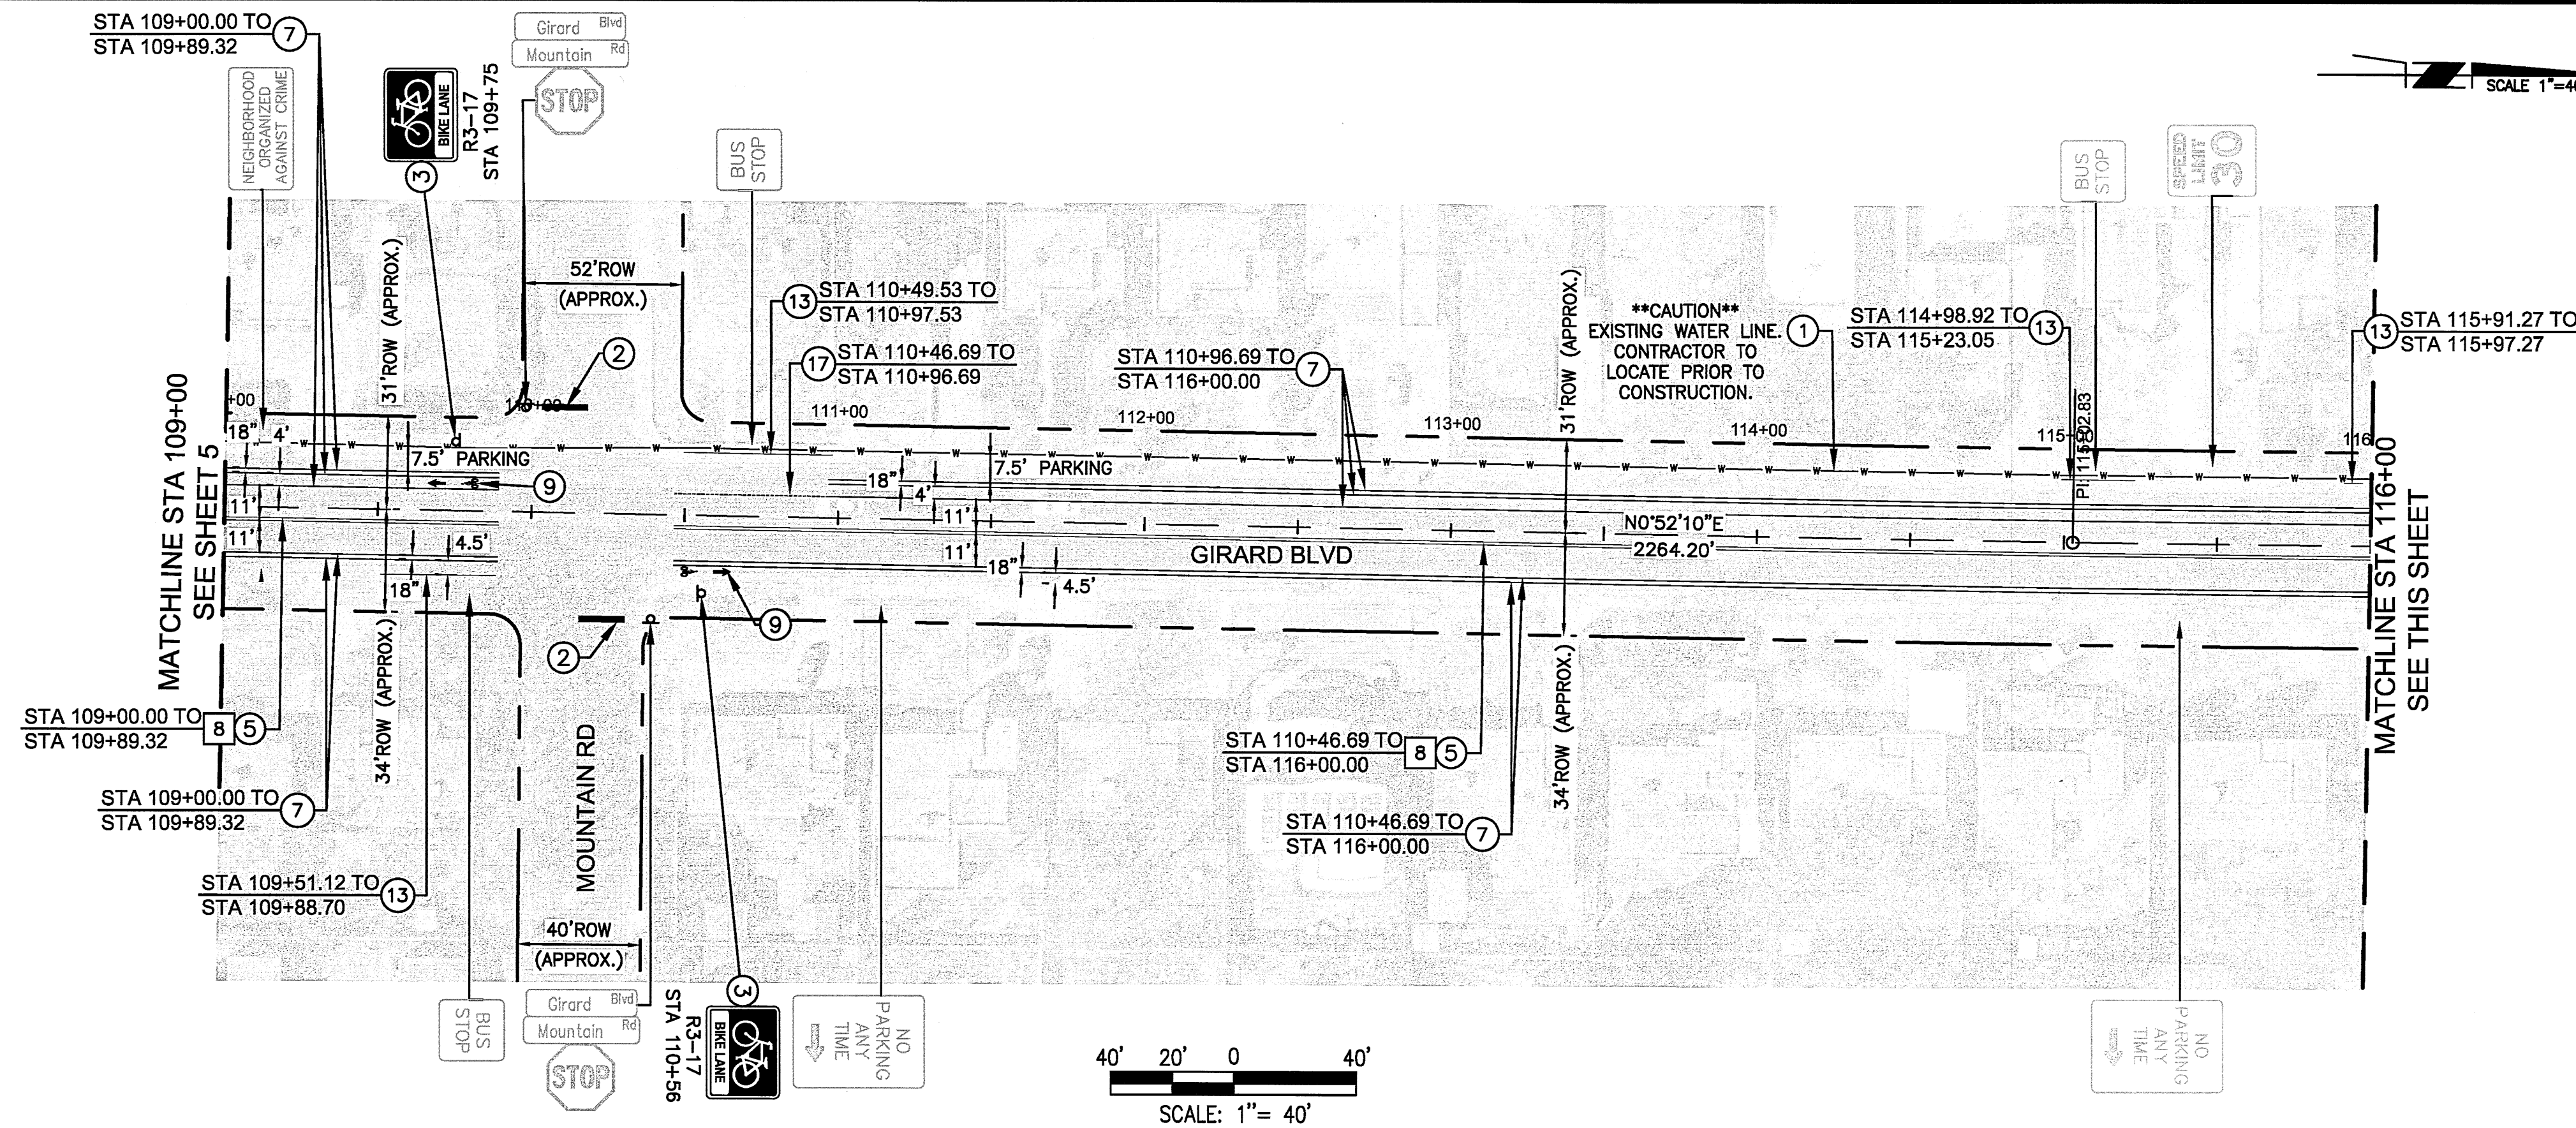 STA 109+00.00 TO
STA 109+89.32
7
NEIGHBORHOOD
ORGANIZED
AGAINST CRIME
BIKE LANE
R3-17
STA 109+75
3
Girard Blvd
Mountain Rd
STOP
BUS
STOP
BUS
STOP
SPEED
LIMIT
30
SCALE 1"=40
31'ROW (APPROX.)
52'ROW
(APPROX.)
2
13
STA 110+49.53 TO
STA 110+97.53
17
STA 110+46.69 TO
STA 110+96.69
STA 110+96.69 TO
STA 116+00.00
7
31'ROW (APPROX.)
**CAUTION**
EXISTING WATER LINE.
CONTRACTOR TO
LOCATE PRIOR TO
CONSTRUCTION.
1
STA 114+98.92 TO
STA 115+23.05
13
13
STA 115+91.27 TO
STA 115+97.27
MATCHLINE STA 109+00
SEE SHEET 5
+00
110+00
111+00
112+00
113+00
114+00
115+00
116
PI: 115+02.83
18"
4'
7.5' PARKING
9
11'
11'
4.5'
18"
7.5' PARKING
18"
4'
11'
11'
18"
4.5'
GIRARD BLVD
N0°52'10"E
2264.20'
MATCHLINE STA 116+00
SEE THIS SHEET
9
2
34'ROW (APPROX.)
34'ROW (APPROX.)
STA 109+00.00 TO
STA 109+89.32
8
5
STA 109+00.00 TO
STA 109+89.32
7
STA 109+51.12 TO
STA 109+88.70
13
MOUNTAIN RD
40'ROW
(APPROX.)
STA 110+46.69 TO
STA 116+00.00
8
5
STA 110+46.69 TO
STA 116+00.00
7
BUS
STOP
Girard Blvd
Mountain Rd
STOP
3
R3-17
STA 110+56
BIKE LANE
NO
PARKING
ANY
TIME
NO
PARKING
ANY
TIME
40' 20' 0 40'
SCALE: 1"= 40'